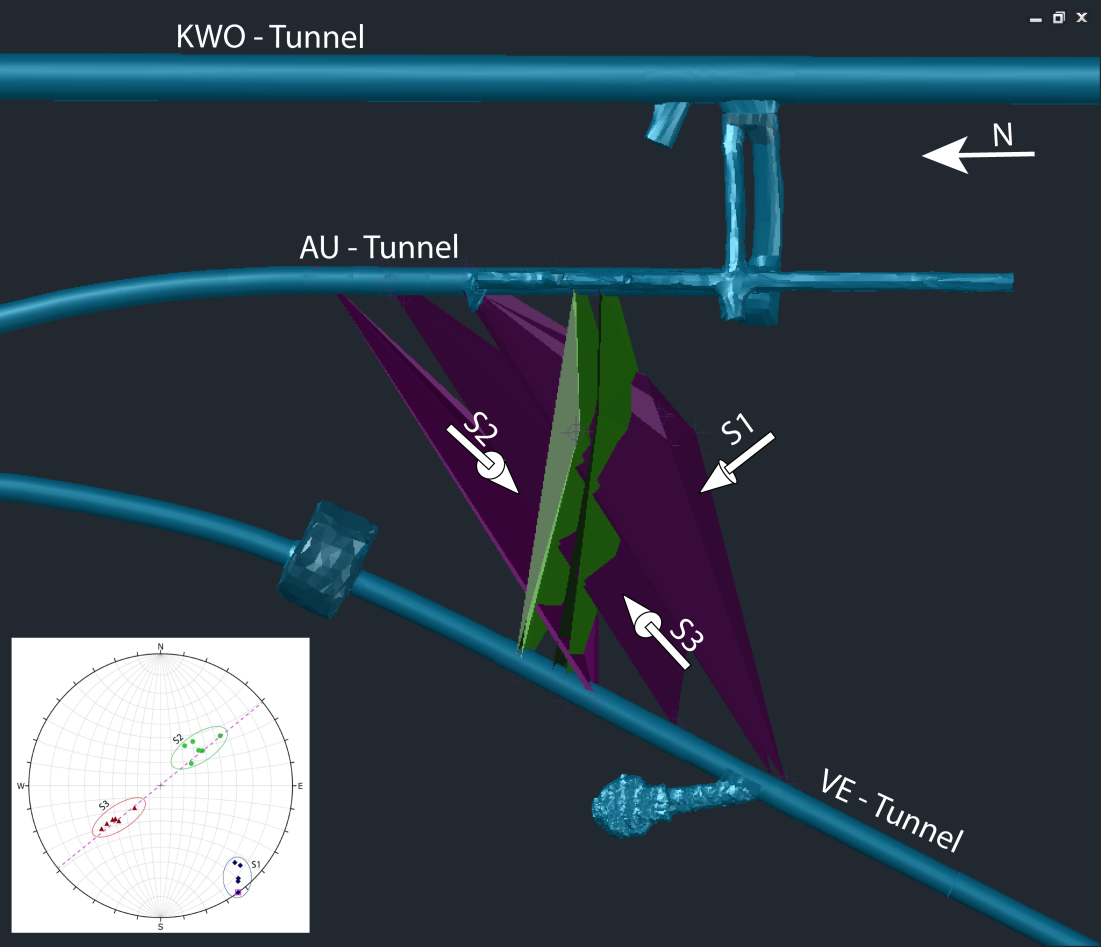 KWO - Tunnel
N
AU - Tunnel
S2
S1
S3
VE - Tunnel
N
S2
W
E
S3
S1
S